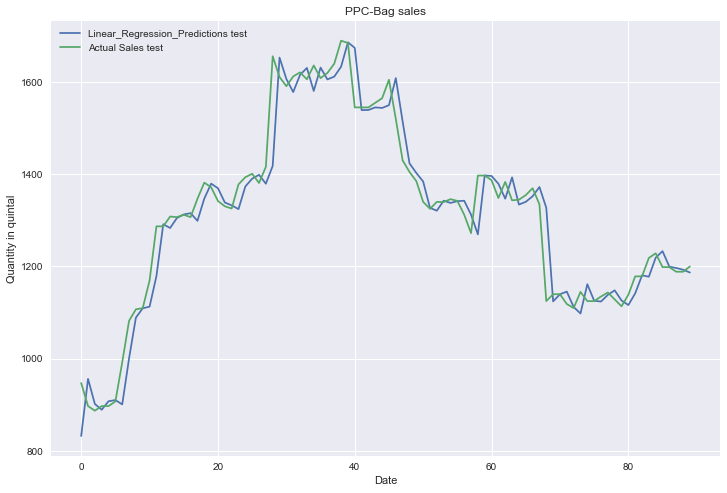 PPC-Bag sales
Linear_Regression_Predictions test
Actual Sales test
1600
1400
1200
1000
800
Quantity in quintal
0 20 40 60 80
Date